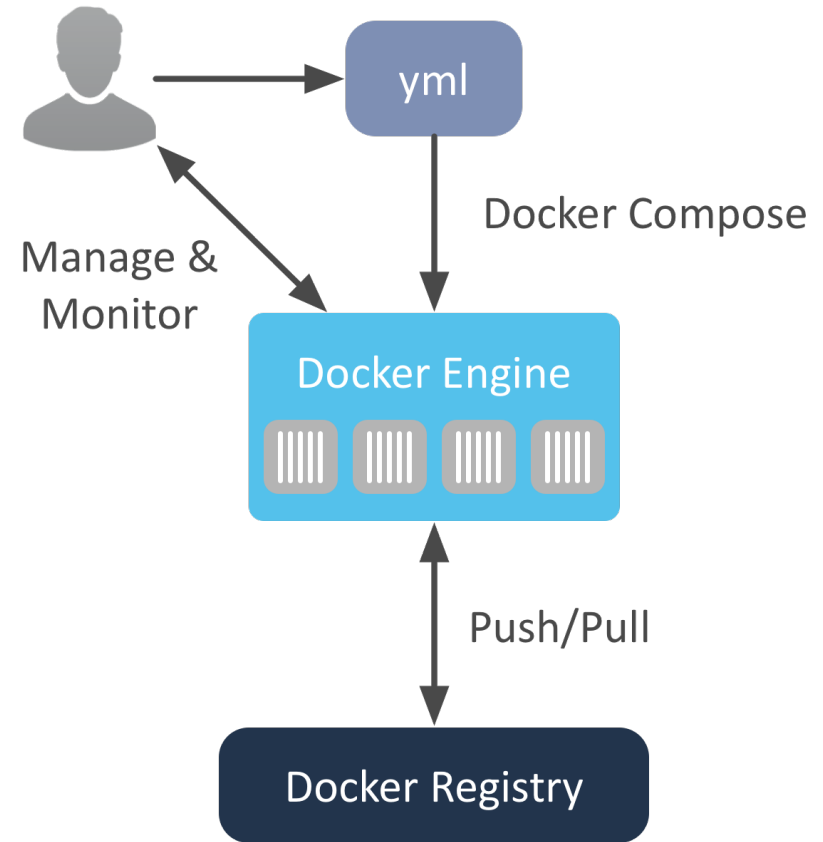 yml
Docker Compose
Manage &
Monitor
Docker Engine
Push/Pull
Docker Registry